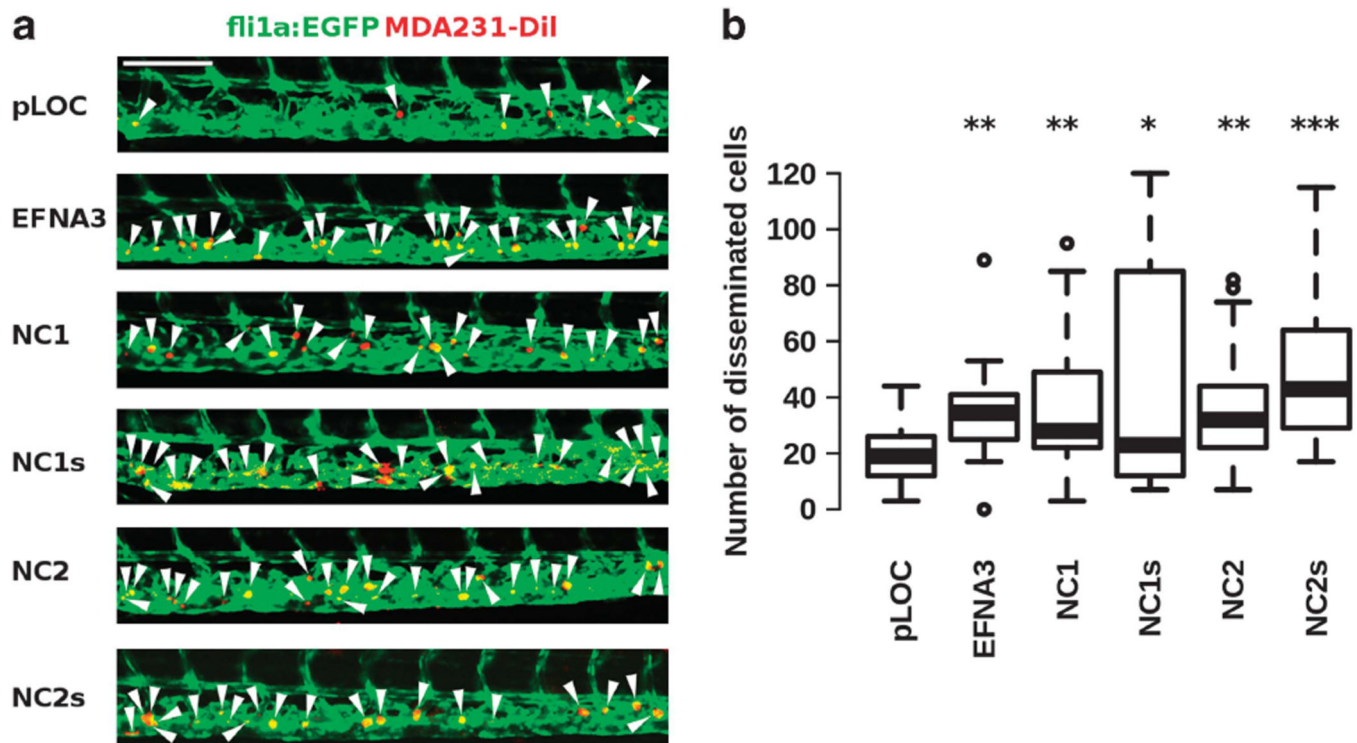 a
fli1a:EGFP MDA231-DiI
pLOC
EFNA3
NC1
NC1s
NC2
NC2s
b
** ** * ** ***
Number of disseminated cells
120
100
80
60
40
20
0
pLOC
EFNA3
NC1
NC1s
NC2
NC2s